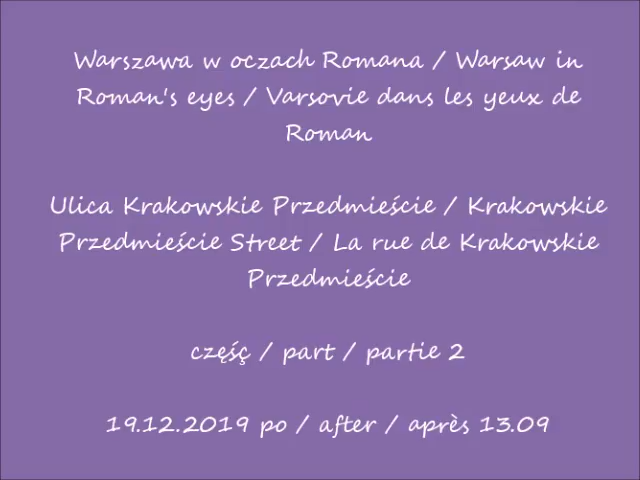 Warszawa w oczach Romana / Warsaw in
Roman's eyes / Varsovie dans les yeux de
Roman
Ulica Krakowskie Przedmieście / Krakowskie
Przedmieście Street / La rue de Krakowskie
Przedmieście
częśç / part / partie 2
19.12.2019 po / after / après 13.09